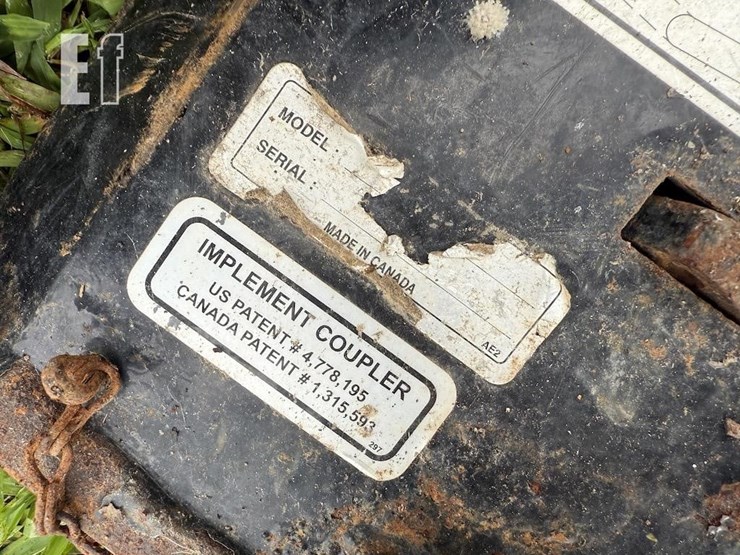 Ef
MODEL :
SERIAL :
MADE IN CANADA
AE2
IMPLEMENT COUPLER
US PATENT # 4,778,195
CANADA PATENT # 1,315,593
297